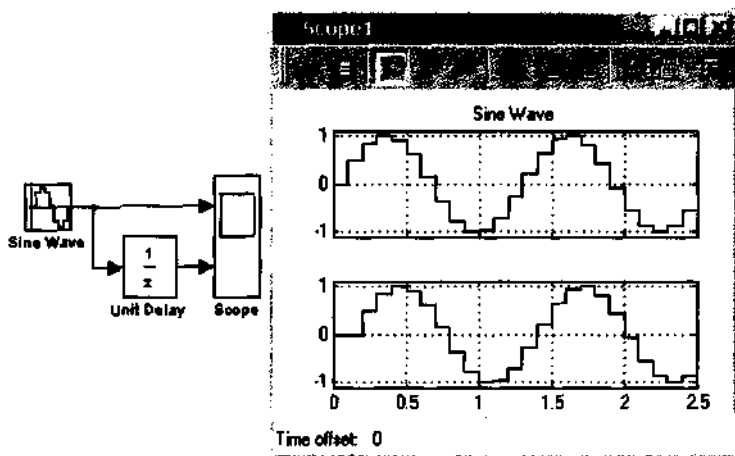 Scope1
Sine Wave
1
0
-1
1
0
-1
0 0.5 1 1.5 2 2.5
Time offset: 0
Sine Wave
1
z
Unit Delay
Scope